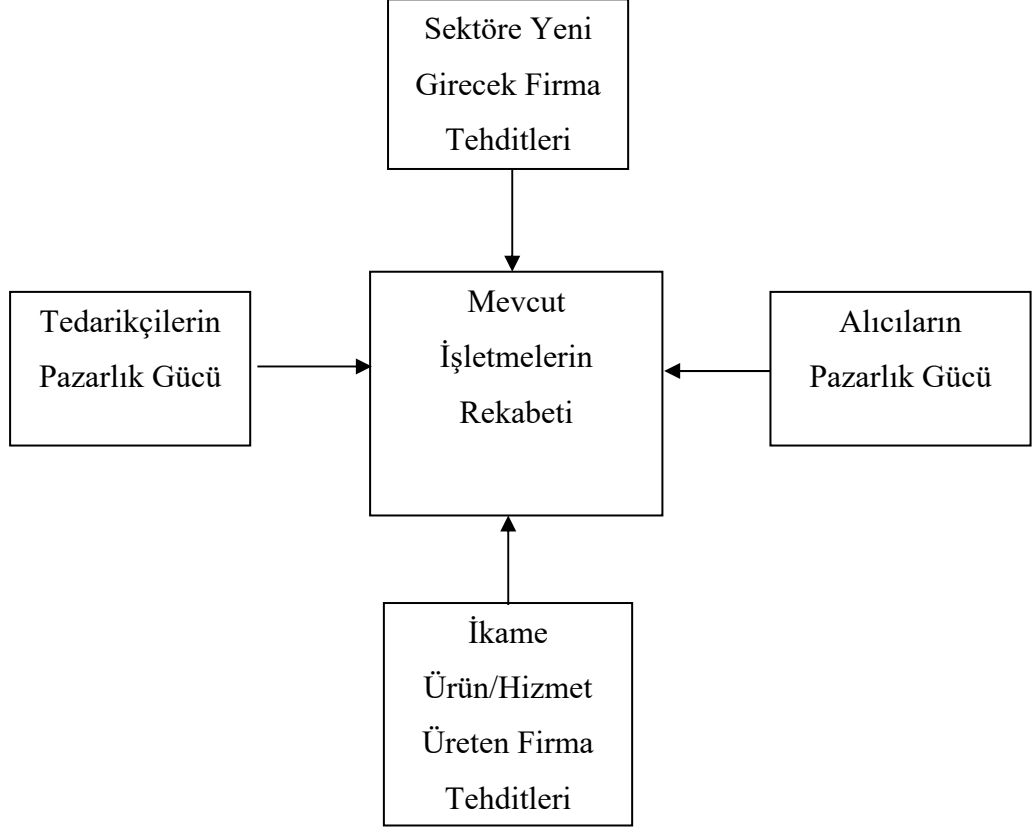 Sektöre Yeni
Girecek Firma
Tehditleri
Tedarikçilerin
Pazarlık Gücü
Mevcut
İşletmelerin
Rekabeti
Alıcıların
Pazarlık Gücü
İkame
Ürün/Hizmet
Üreten Firma
Tehditleri